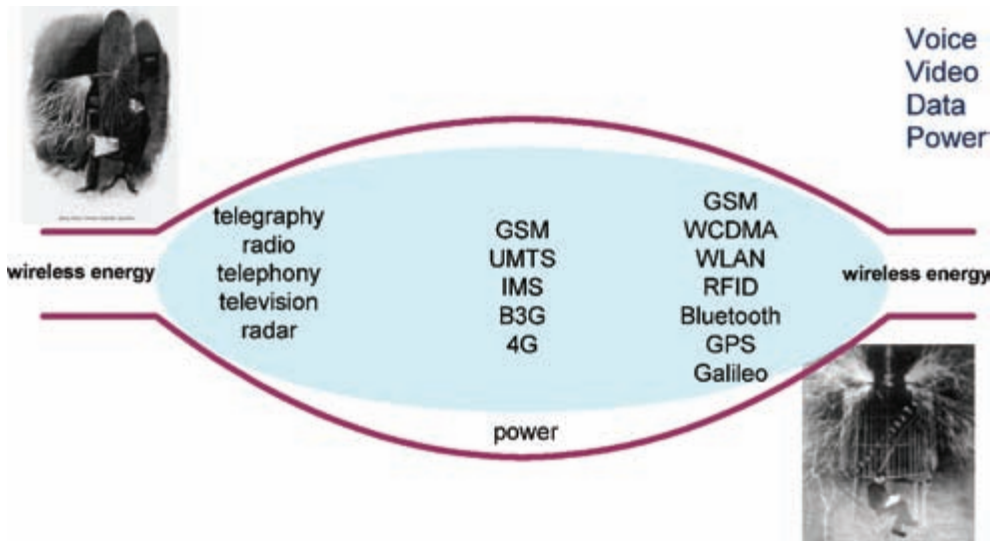 Voice
Video
Data
Power
wireless energy
telegraphy
radio
telephony
television
radar
GSM
UMTS
IMS
B3G
4G
GSM
WCDMA
WLAN
RFID
Bluetooth
GPS
Galileo
wireless energy
power